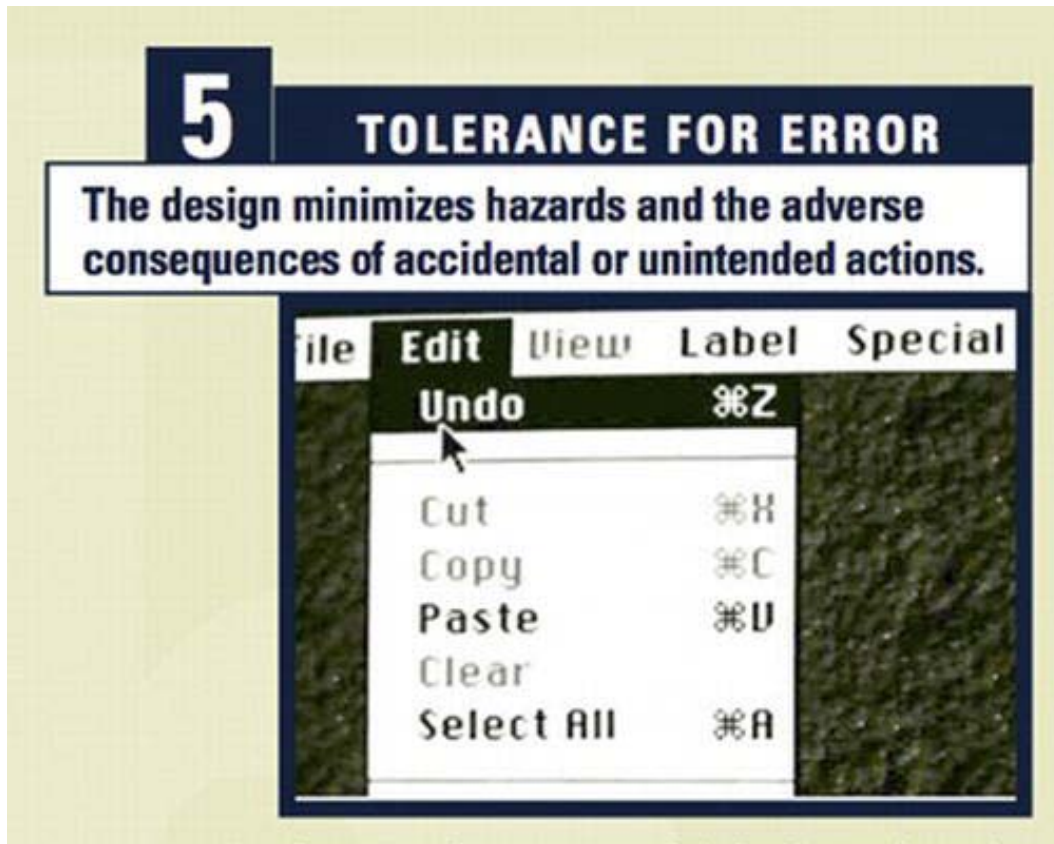 5
TOLERANCE FOR ERROR
The design minimizes hazards and the adverse
consequences of accidental or unintended actions.
ile Edit View Label Special
Undo ⌘Z
Cut ⌘X
Copy ⌘C
Paste ⌘V
Clear
Select All ⌘A